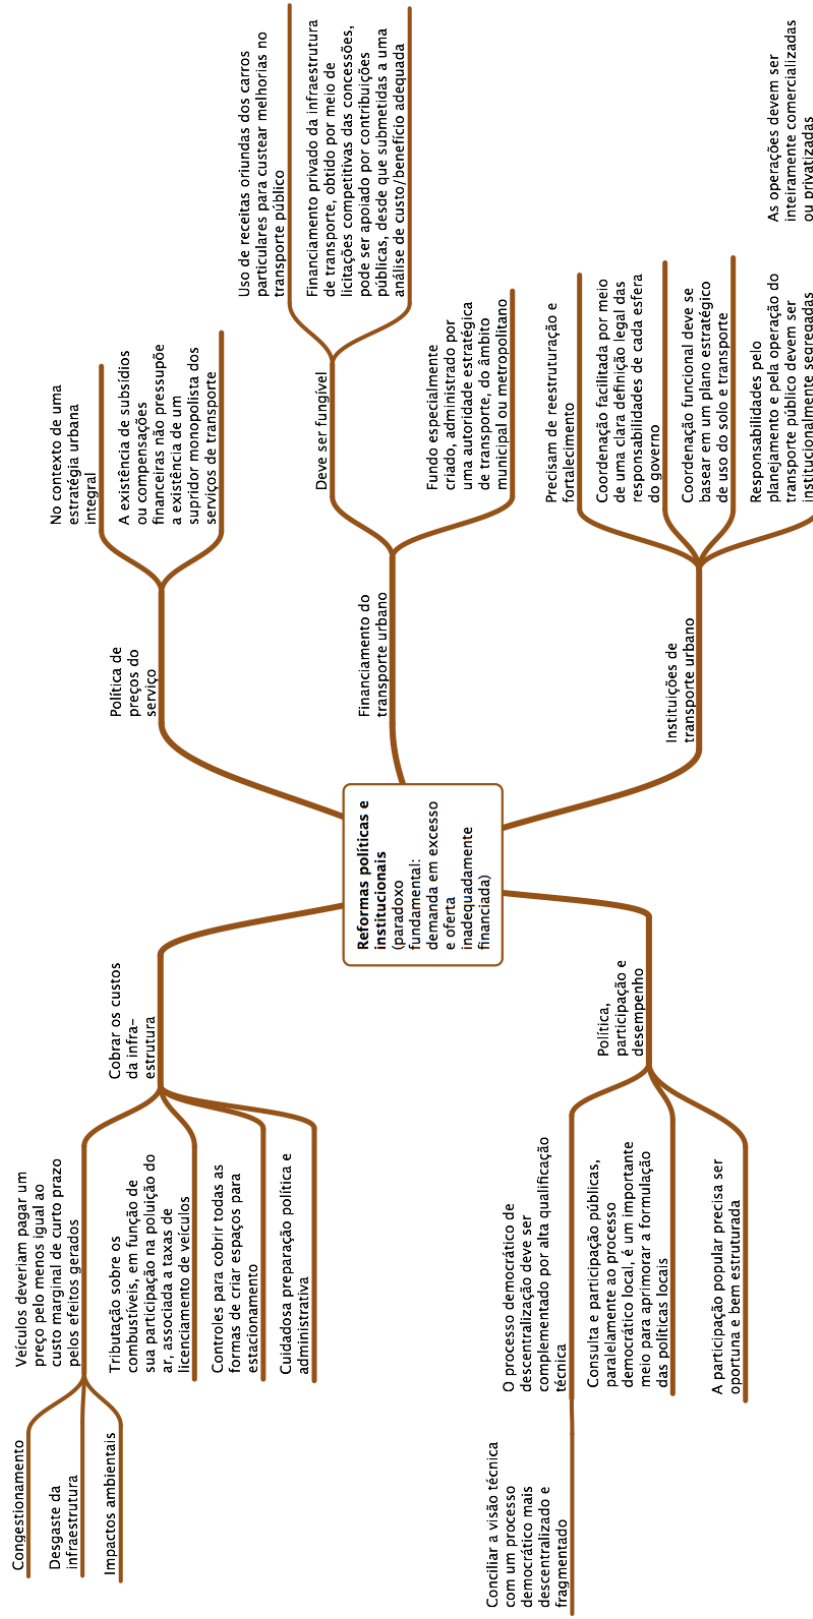 Reformas políticas e
institucionais
(paradoxo
fundamental:
demanda em excesso
e oferta
inadequadamente
financiada)
Cobrar os custos
da infra-
estrutura
Veículos deveriam pagar um
preço pelo menos igual ao
custo marginal de curto prazo
pelos efeitos gerados
Congestionamento
Desgaste da
infraestrutura
Impactos ambientais
Tributação sobre os
combustíveis, em função de
sua participação na poluição do
ar, associada a taxas de
licenciamento de veículos
Controles para cobrir todas as
formas de criar espaços para
estacionamento
Cuidadosa preparação política e
administrativa
Política de
preços do
serviço
No contexto de uma
estratégia urbana
integral
A existência de subsídios
ou compensações
financeiras não pressupõe
a existência de um
supridor monopolista dos
serviços de transporte
Financiamento do
transporte urbano
Deve ser fungível
Uso de receitas oriundas dos carros
particulares para custear melhorias no
transporte público
Financiamento privado da infraestrutura
de transporte, obtido por meio de
licitações competitivas das concessões,
pode ser apoiado por contribuições
públicas, desde que submetidas a uma
análise de custo/benefício adequada
Fundo especialmente
criado, administrado por
uma autoridade estratégica
de transporte, do âmbito
municipal ou metropolitano
Instituições de
transporte urbano
Precisam de reestruturação e
fortalecimento
Coordenação facilitada por meio
de uma clara definição legal das
responsabilidades de cada esfera
do governo
Coordenação funcional deve se
basear em um plano estratégico
de uso do solo e transporte
Responsabilidades pelo
planejamento e pela operação do
transporte público devem ser
institucionalmente segregadas
As operações devem ser
inteiramente comercializadas
ou privatizadas
Política,
participação e
desempenho
O processo democrático de
descentralização deve ser
complementado por alta qualificação
técnica
Conciliar a visão técnica
com um processo
democrático mais
descentralizado e
fragmentado
Consulta e participação públicas,
paralelamente ao processo
democrático local, é um importante
meio para aprimorar a formulação
das políticas locais
A participação popular precisa ser
oportuna e bem estruturada